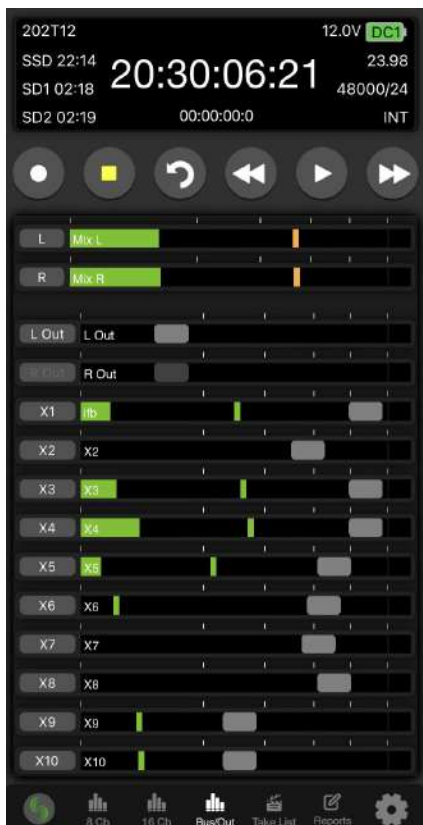 202T12 12.0V DC1
SSD 22:14 23.98
SD1 02:18 20:30:06:21 48000/24
SD2 02:19 00:00:00:0 INT
L Mix L
R Mix R
L Out L Out
R Out R Out
X1 Ifb
X2 X2
X3 X3
X4 X4
X5 X5
X6 X6
X7 X7
X8 X8
X9 X9
X10 X10
8 Ch 16 Ch Bus/Out Take List Reports